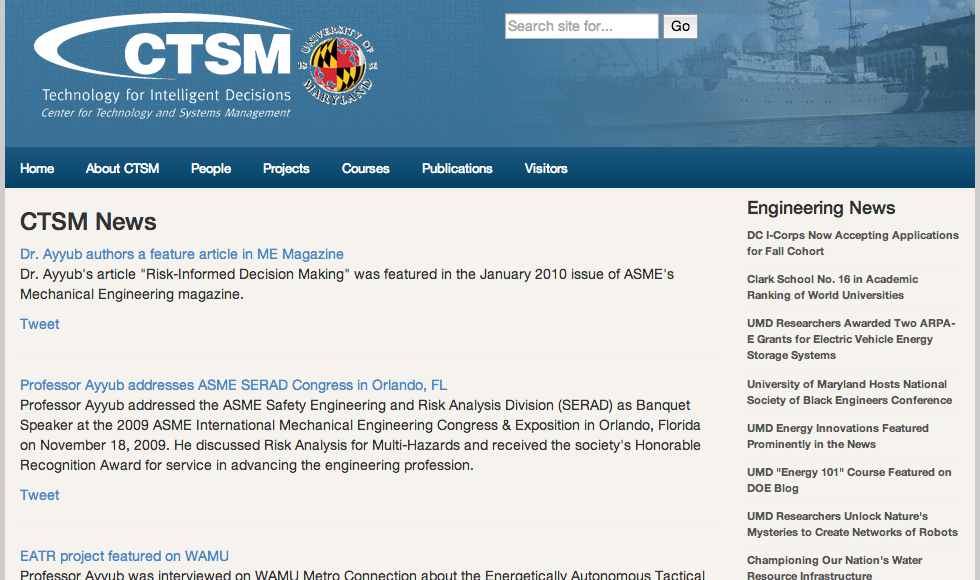 CTSM
Technology for Intelligent Decisions
Center for Technology and Systems Management
UNIVERSITY OF
18 56
MARYLAND
Search site for...
Go
Home
About CTSM
People
Projects
Courses
Publications
Visitors
CTSM News
Dr. Ayyub authors a feature article in ME Magazine
Dr. Ayyub's article "Risk-Informed Decision Making" was featured in the January 2010 issue of ASME's
Mechanical Engineering magazine.
Tweet
Professor Ayyub addresses ASME SERAD Congress in Orlando, FL
Professor Ayyub addressed the ASME Safety Engineering and Risk Analysis Division (SERAD) as Banquet
Speaker at the 2009 ASME International Mechanical Engineering Congress & Exposition in Orlando, Florida
on November 18, 2009. He discussed Risk Analysis for Multi-Hazards and received the society's Honorable
Recognition Award for service in advancing the engineering profession.
Tweet
EATR project featured on WAMU
Professor Ayyub was interviewed on WAMU Metro Connection about the Energetically Autonomous Tactical
Engineering News
DC I-Corps Now Accepting Applications
for Fall Cohort
Clark School No. 16 in Academic
Ranking of World Universities
UMD Researchers Awarded Two ARPA-
E Grants for Electric Vehicle Energy
Storage Systems
University of Maryland Hosts National
Society of Black Engineers Conference
UMD Energy Innovations Featured
Prominently in the News
UMD "Energy 101" Course Featured on
DOE Blog
UMD Researchers Unlock Nature's
Mysteries to Create Networks of Robots
Championing Our Nation's Water
Resource Infrastructure